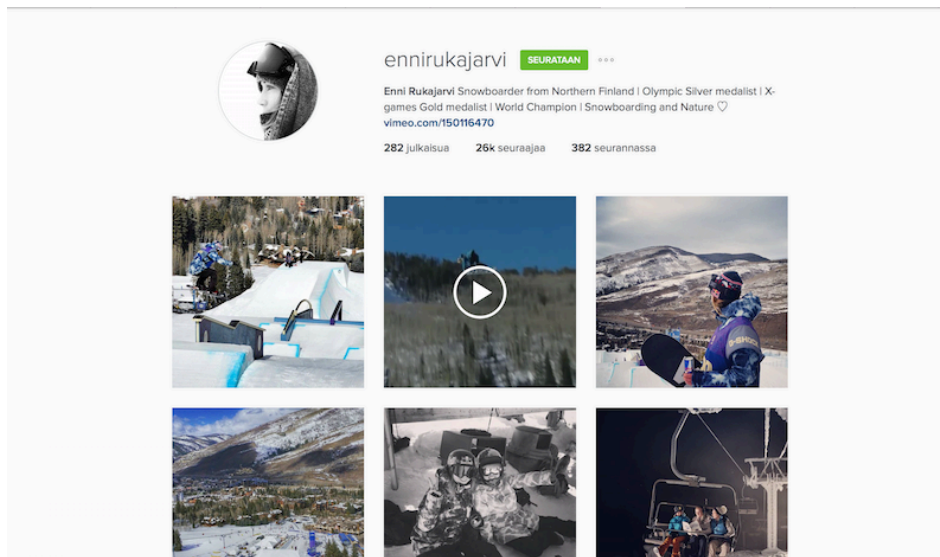 ennirukajarvi SEURATAAN
Enni Rukajarvi Snowboarder from Northern Finland | Olympic Silver medalist | X-
games Gold medalist | World Champion | Snowboarding and Nature ♡
vimeo.com/150116470
282 julkaisua 26k seuraajaa 382 seurannassa
G-SHOCK